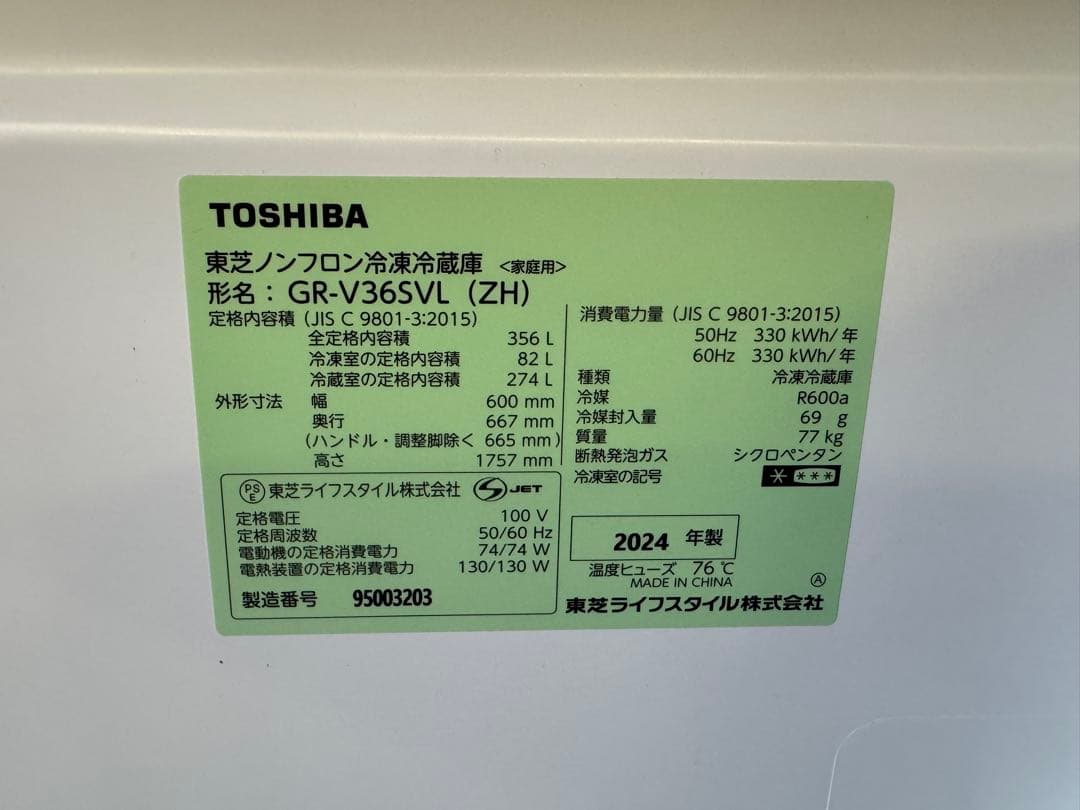 TOSHIBA
東芝ノンフロン冷凍冷蔵庫 <家庭用>
形名： GR-V36SVL (ZH)
定格内容積 (JIS C 9801-3:2015)
全定格内容積 356 L
冷凍室の定格内容積 82 L
冷蔵室の定格内容積 274 L
外形寸法 幅 600 mm
奥行 667 mm
(ハンドル・調整脚除く 665 mm)
高さ 1757 mm
PSE 東芝ライフスタイル株式会社 S JET
定格電圧 100 V
定格周波数 50/60 Hz
電動機の定格消費電力 74/74 W
電熱装置の定格消費電力 130/130 W
製造番号 95003203
消費電力量 (JIS C 9801-3:2015)
50Hz 330 kWh/年
60Hz 330 kWh/年
種類 冷凍冷蔵庫
冷媒 R600a
冷媒封入量 69 g
質量 77 kg
断熱発泡ガス シクロペンタン
冷凍室の記号 * ***
2024 年製
温度ヒューズ 76 ℃
MADE IN CHINA Ⓐ
東芝ライフスタイル株式会社